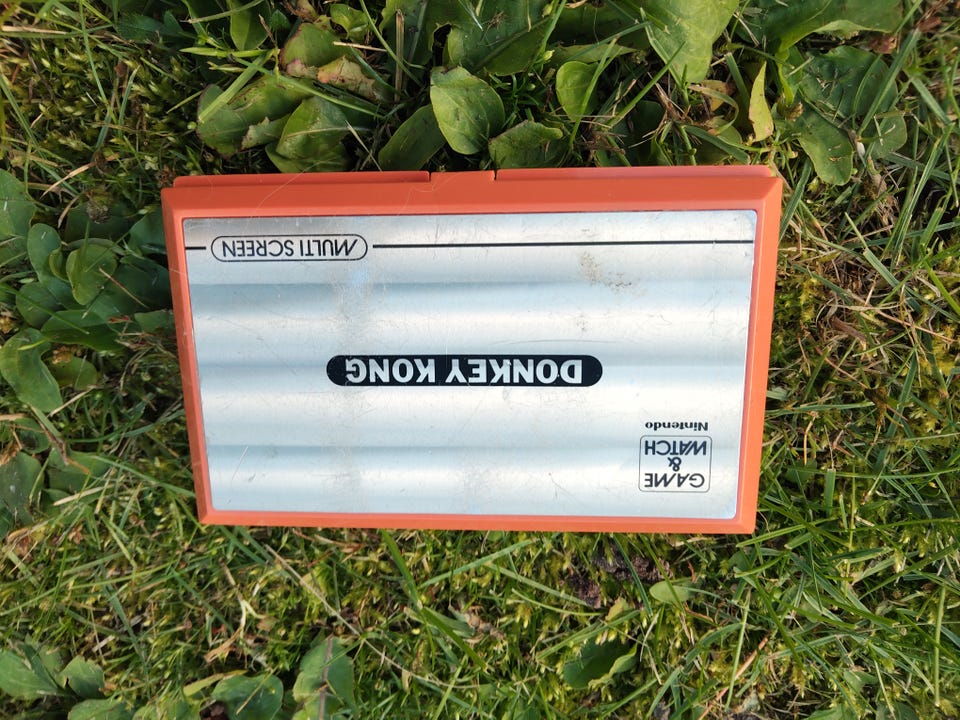 GAME
&
WATCH
Nintendo
DONKEY KONG
MULTI SCREEN